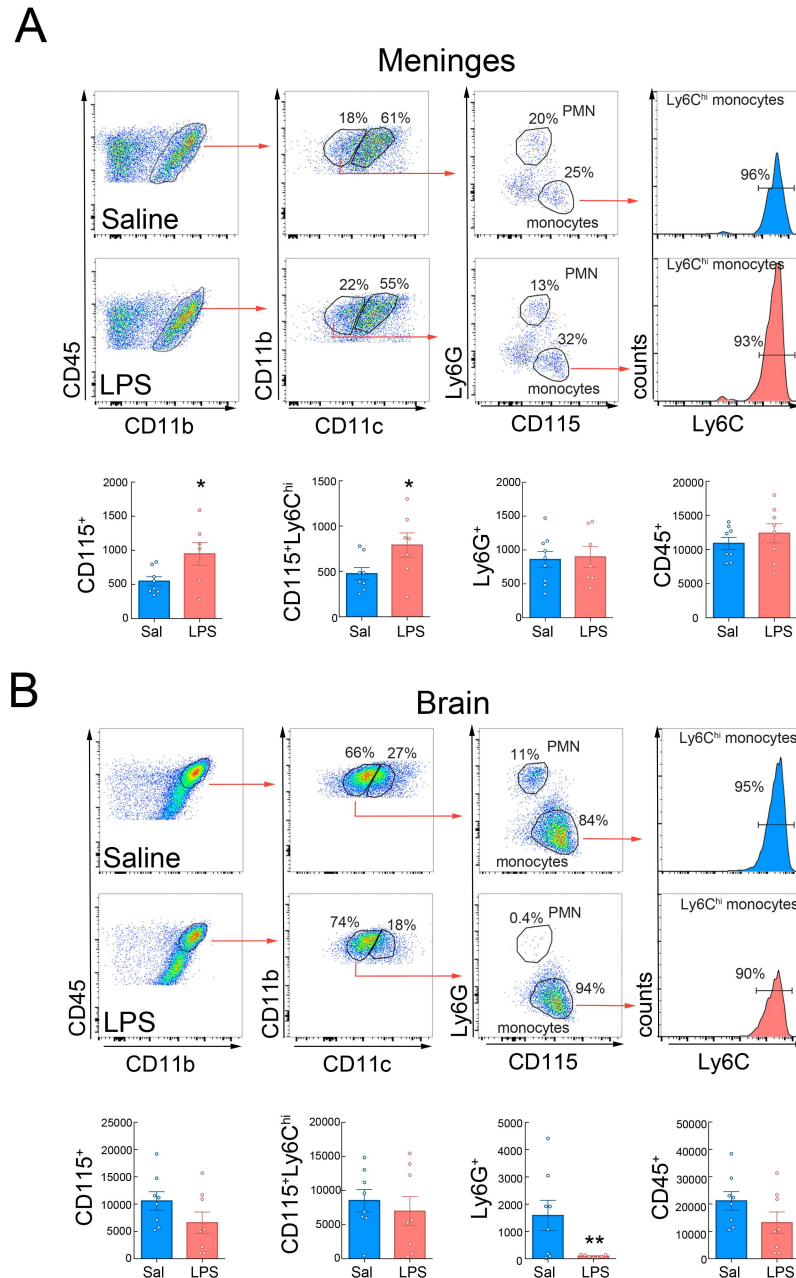 A
Meninges
18% 61%
20% PMN
25%
monocytes
Ly6Chi monocytes
96%
Saline
22% 55%
13% PMN
32%
monocytes
Ly6Chi monocytes
93%
LPS
CD45
CD11b
CD11b
CD11c
Ly6G
CD115
counts
Ly6C
CD115+
2000
1500
1000
500
0
*
Sal LPS
CD115+Ly6Chi
1500
1000
500
0
*
Sal LPS
Ly6G+
2000
1500
1000
500
0
Sal LPS
CD45+
20000
15000
10000
5000
0
Sal LPS
B
Brain
66% 27%
11% PMN
84%
monocytes
Ly6Chi monocytes
95%
Saline
74% 18%
0.4% PMN
94%
monocytes
Ly6Chi monocytes
90%
LPS
CD45
CD11b
CD11b
CD11c
Ly6G
CD115
counts
Ly6C
CD115+
25000
20000
15000
10000
5000
0
Sal LPS
CD115+Ly6Chi
20000
15000
10000
5000
0
Sal LPS
Ly6G+
5000
4000
3000
2000
1000
0
**
Sal LPS
CD45+
50000
40000
30000
20000
10000
0
Sal LPS